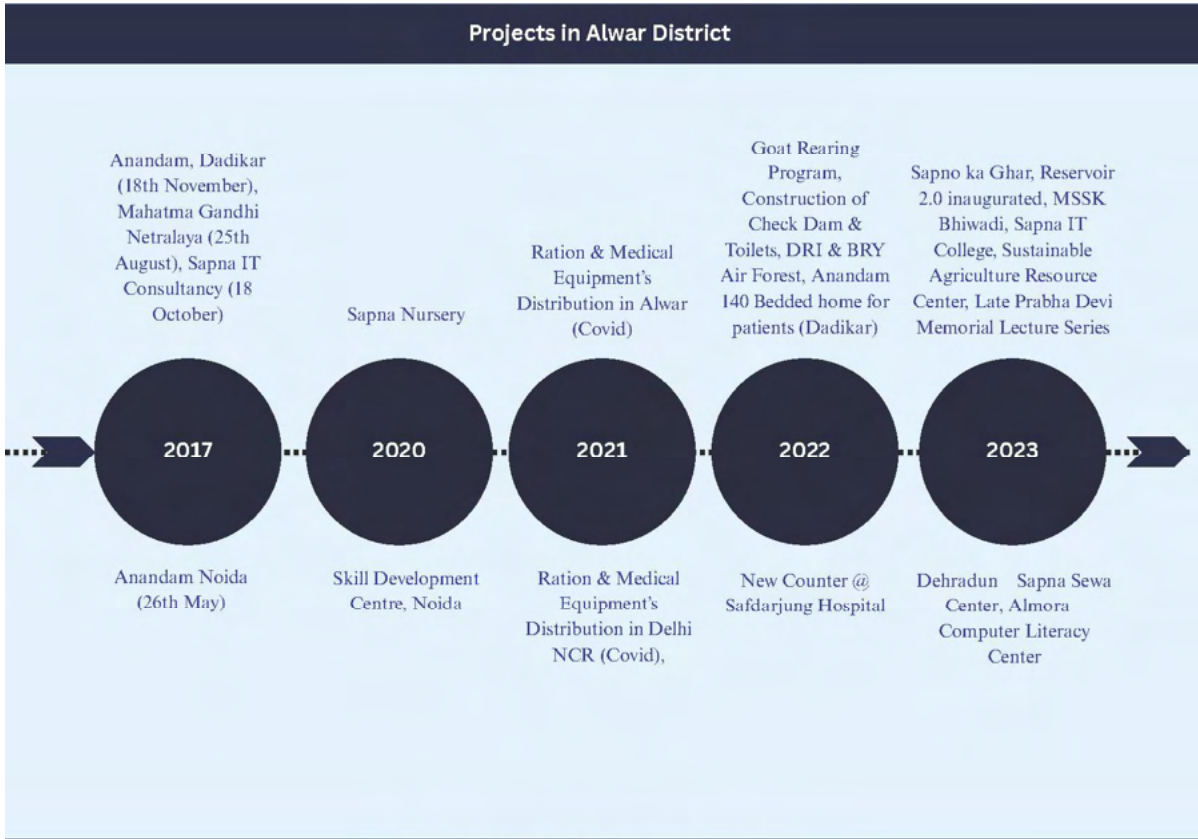 Projects in Alwar District
Anandam, Dadikar
(18th November),
Mahatma Gandhi
Netralaya (25th
August), Sapna IT
Consultancy (18
October)
Sapna Nursery
Ration & Medical
Equipment's
Distribution in Alwar
(Covid)
Goat Rearing
Program,
Construction of
Check Dam &
Toilets, DRI & BRY
Air Forest, Anandam
140 Bedded home for
patients (Dadikar)
Sapno ka Ghar, Reservoir
2.0 inaugurated, MSSK
Bhiwadi, Sapna IT
College, Sustainable
Agriculture Resource
Center, Late Prabha Devi
Memorial Lecture Series
2017
2020
2021
2022
2023
Anandam Noida
(26th May)
Skill Development
Centre, Noida
Ration & Medical
Equipment's
Distribution in Delhi
NCR (Covid),
New Counter @
Safdarjung Hospital
Dehradun Sapna Sewa
Center, Almora
Computer Literacy
Center